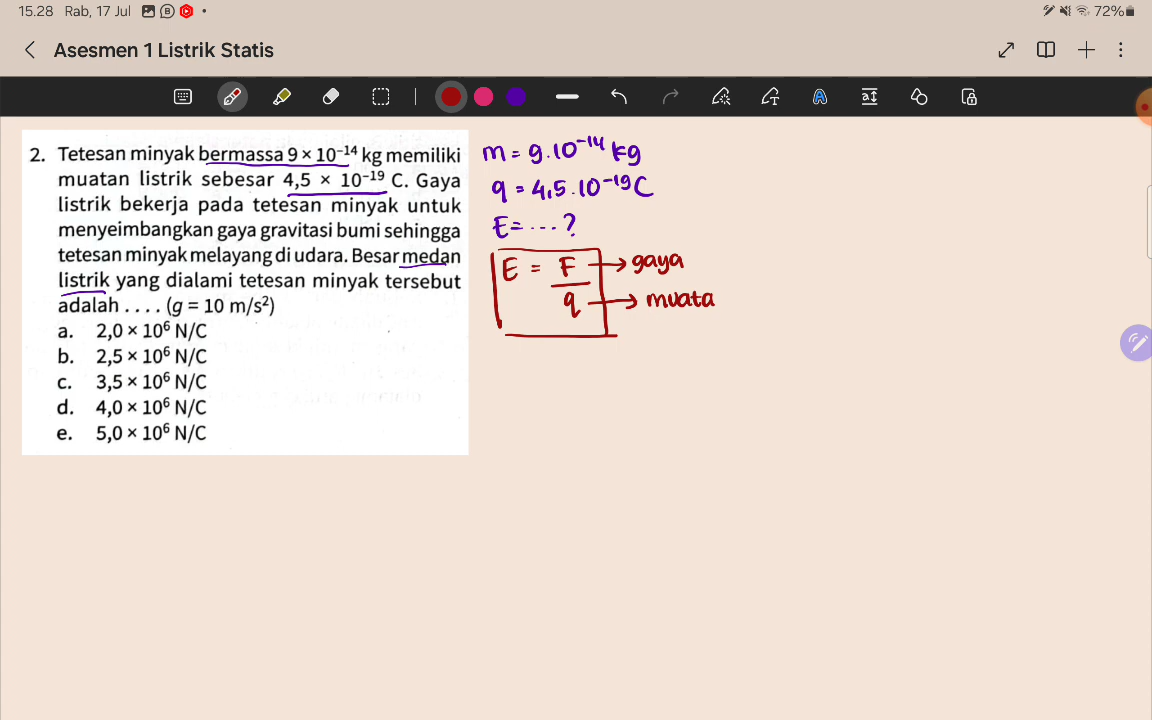 15.28 Rab, 17 Jul
72%
Asesmen 1 Listrik Statis
2. Tetesan minyak bermassa 9 × 10⁻¹⁴ kg memiliki
muatan listrik sebesar 4,5 × 10⁻¹⁹ C. Gaya
listrik bekerja pada tetesan minyak untuk
menyeimbangkan gaya gravitasi bumi sehingga
tetesan minyak melayang di udara. Besar medan
listrik yang dialami tetesan minyak tersebut
adalah . . . . (g = 10 m/s²)
a. 2,0 × 10⁶ N/C
b. 2,5 × 10⁶ N/C
c. 3,5 × 10⁶ N/C
d. 4,0 × 10⁶ N/C
e. 5,0 × 10⁶ N/C
m = 9.10⁻¹⁴ kg
q = 4,5.10⁻¹⁹ C
E = ... ?
E = F/q
→ gaya
→ muata